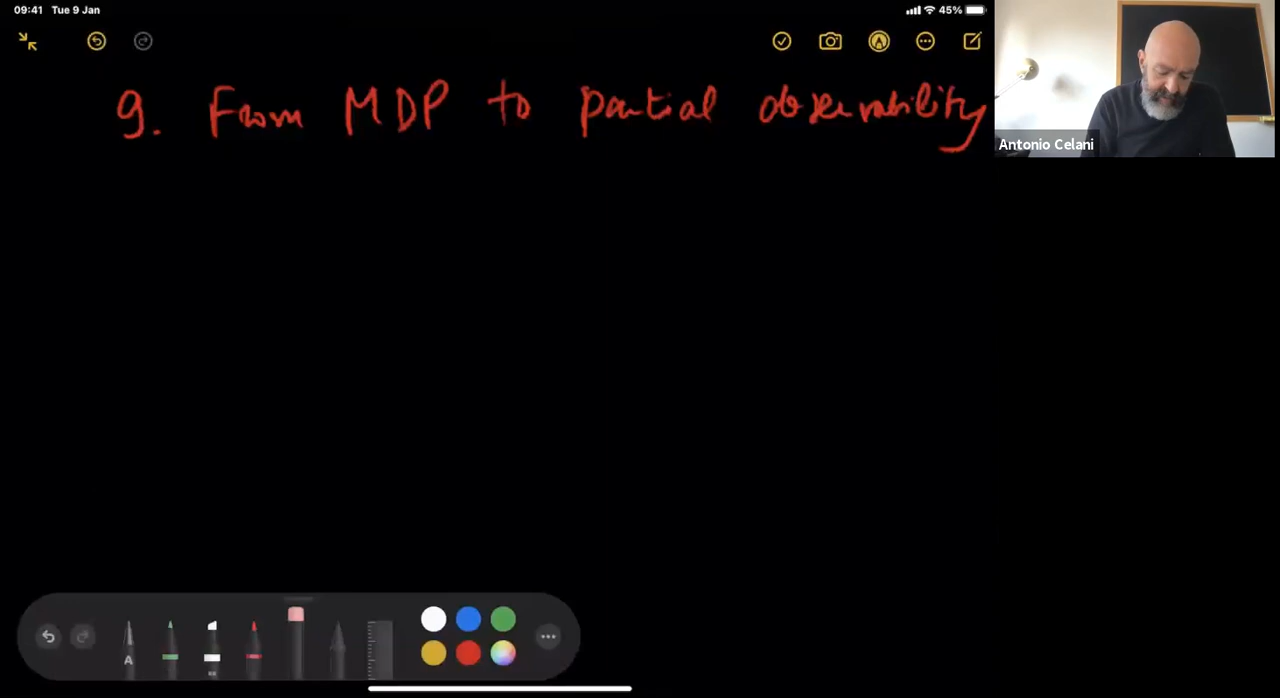 09:41 Tue 9 Jan
45%
9. From MDP to partial observability
Antonio Celani
A